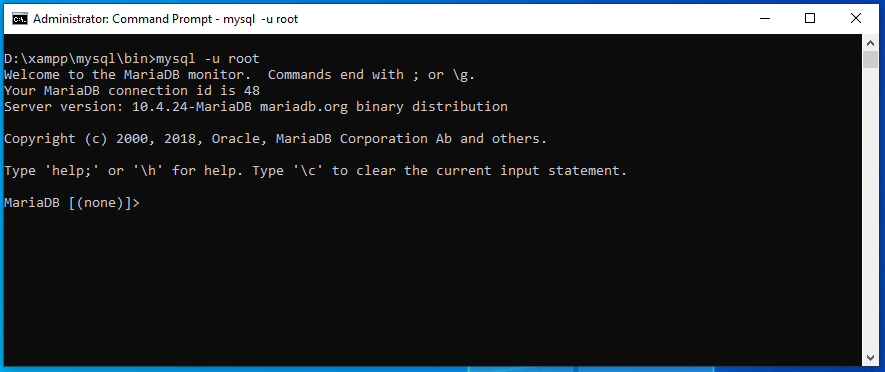 Administrator: Command Prompt - mysql  -u root
D:\xampp\mysql\bin>mysql -u root
Welcome to the MariaDB monitor.  Commands end with ; or \g.
Your MariaDB connection id is 48
Server version: 10.4.24-MariaDB mariadb.org binary distribution
Copyright (c) 2000, 2018, Oracle, MariaDB Corporation Ab and others.
Type 'help;' or '\h' for help. Type '\c' to clear the current input statement.
MariaDB [(none)]>